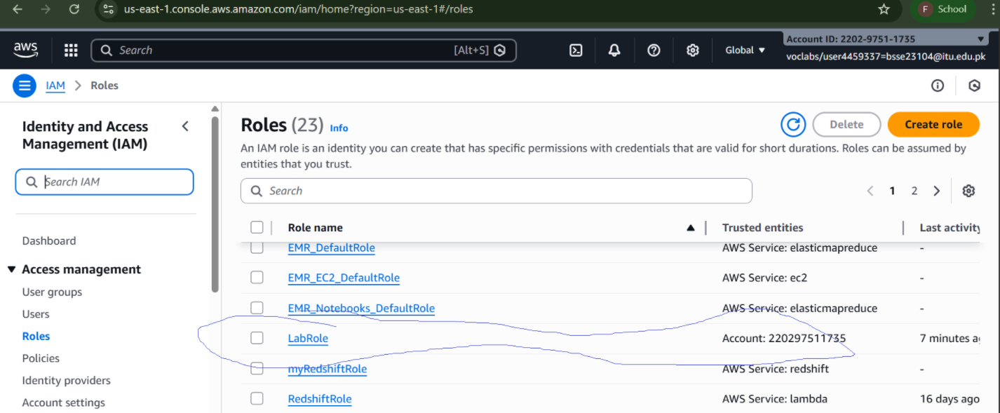 us-east-1.console.aws.amazon.com/iam/home?region=us-east-1#/roles
F School
aws
Search
[Alt+S]
Global
Account ID: 2202-9751-1735
voclabs/user4459337=bsse23104@itu.edu.pk
IAM > Roles
Identity and Access
Management (IAM)
Search IAM
Dashboard
Access management
User groups
Users
Roles
Policies
Identity providers
Account settings
Roles (23) Info
Delete
Create role
An IAM role is an identity you can create that has specific permissions with credentials that are valid for short durations. Roles can be assumed by
entities that you trust.
Search
1 2
Role name Trusted entities Last activity
EMR_DefaultRole AWS Service: elasticmapreduce -
EMR_EC2_DefaultRole AWS Service: ec2 -
EMR_Notebooks_DefaultRole AWS Service: elasticmapreduce -
LabRole Account: 220297511735 7 minutes a
myRedshiftRole AWS Service: redshift -
RedshiftRole AWS Service: lambda 16 days ago